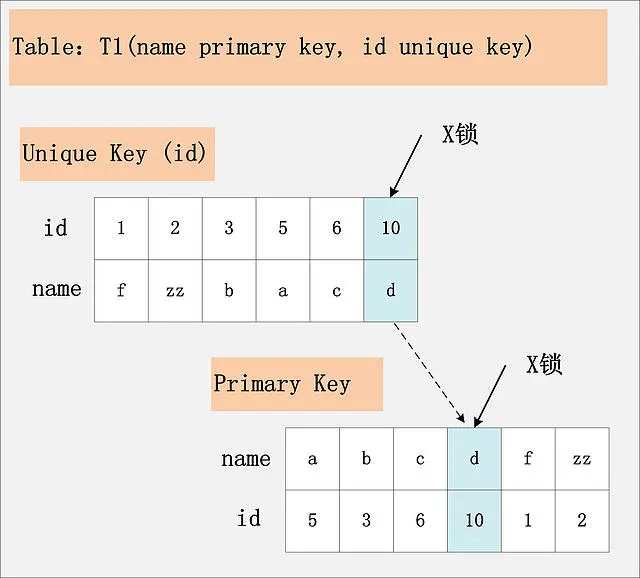 Table：T1(name primary key, id unique key)
X锁
Unique Key (id)
id 1 2 3 5 6 10
name f zz b a c d
X锁
Primary Key
name a b c d f zz
id 5 3 6 10 1 2